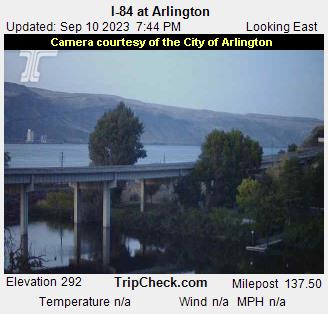 I-84 at Arlington
Updated: Sep 10 2023 7:44 PM Looking East
Camera courtesy of the City of Arlington
Elevation 292 TripCheck.com Milepost 137.50
Temperature n/a Wind n/a MPH n/a